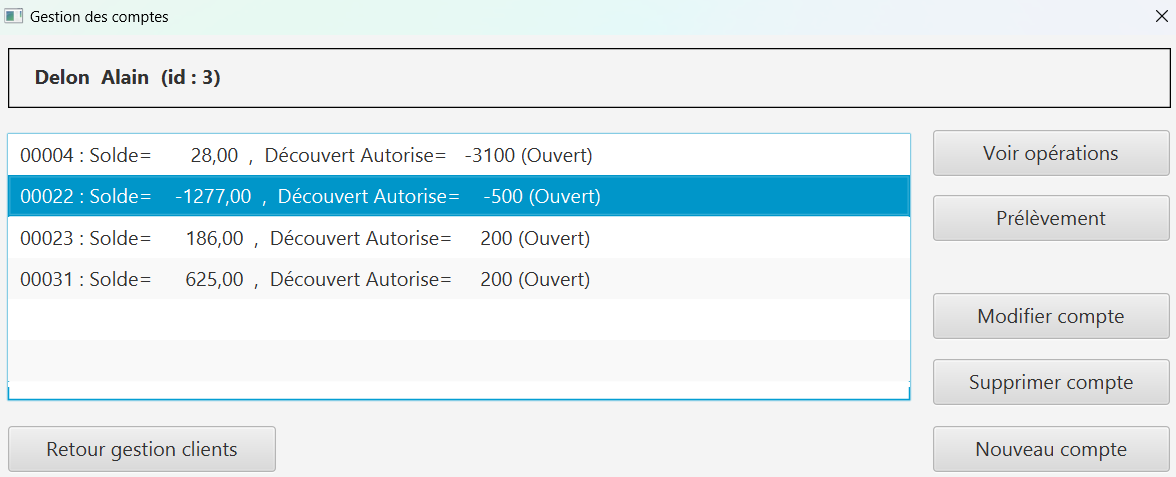 Gestion des comptes
Delon Alain (id : 3)
00004 : Solde= 28,00 , Découvert Autorise= -3100 (Ouvert)
00022 : Solde= -1277,00 , Découvert Autorise= -500 (Ouvert)
00023 : Solde= 186,00 , Découvert Autorise= 200 (Ouvert)
00031 : Solde= 625,00 , Découvert Autorise= 200 (Ouvert)
Voir opérations
Prélèvement
Modifier compte
Supprimer compte
Retour gestion clients
Nouveau compte